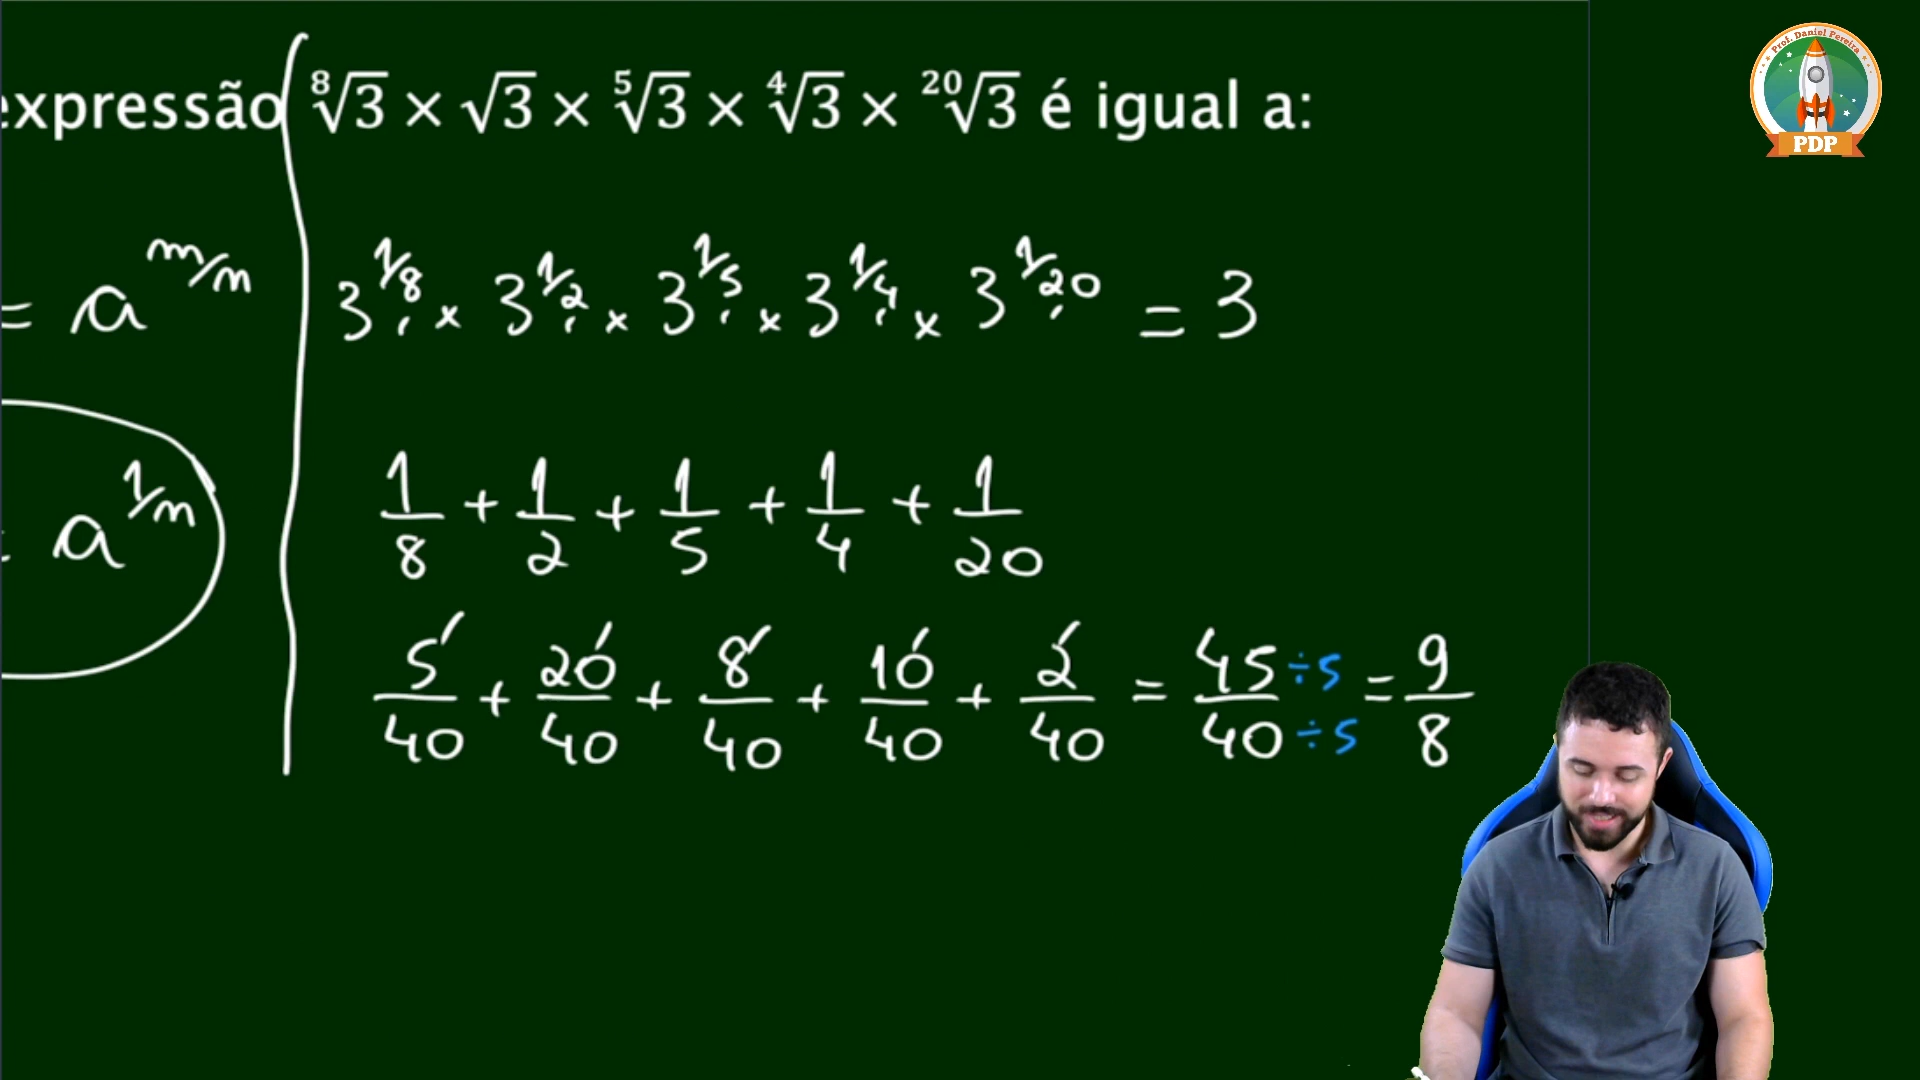 expressão ⁸√3 × √3 × ⁵√3 × ⁴√3 × ²⁰√3 é igual a:
Prof. Daniel Pereira
PDP
= a^m/n
3^1/8 × 3^1/2 × 3^1/5 × 3^1/4 × 3^1/20 = 3
a^1/n
1/8 + 1/2 + 1/5 + 1/4 + 1/20
5/40 + 20/40 + 8/40 + 10/40 + 2/40 = 45÷5/40÷5 = 9/8